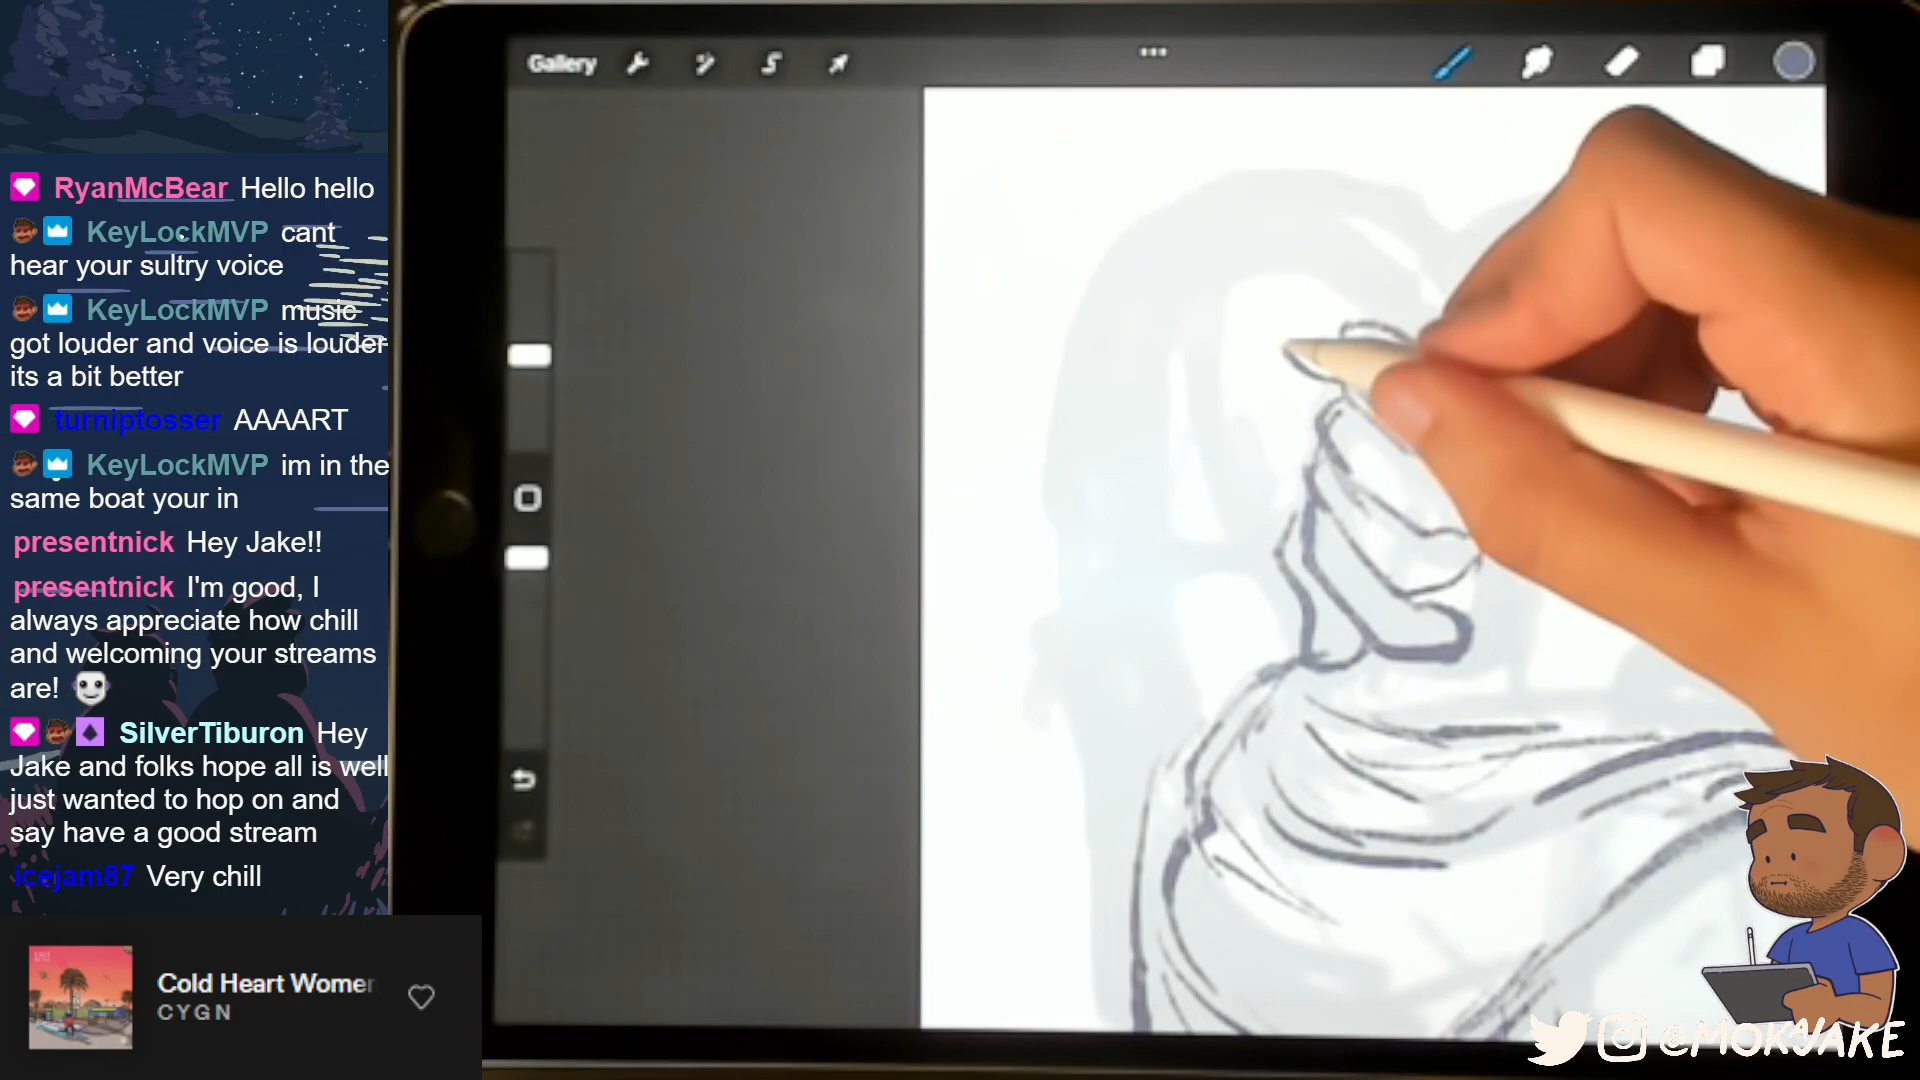 Gallery
RyanMcBear Hello hello
KeyLockMVP cant
hear your sultry voice
KeyLockMVP music
got louder and voice is louder
its a bit better
turniptosser AAAART
KeyLockMVP im in the
same boat your in
presentnick Hey Jake!!
presentnick I'm good, I
always appreciate how chill
and welcoming your streams
are!
SilverTiburon Hey
Jake and folks hope all is well
just wanted to hop on and
say have a good stream
icejam87 Very chill
Cold Heart Women
CYGN
@MOKYJAKE